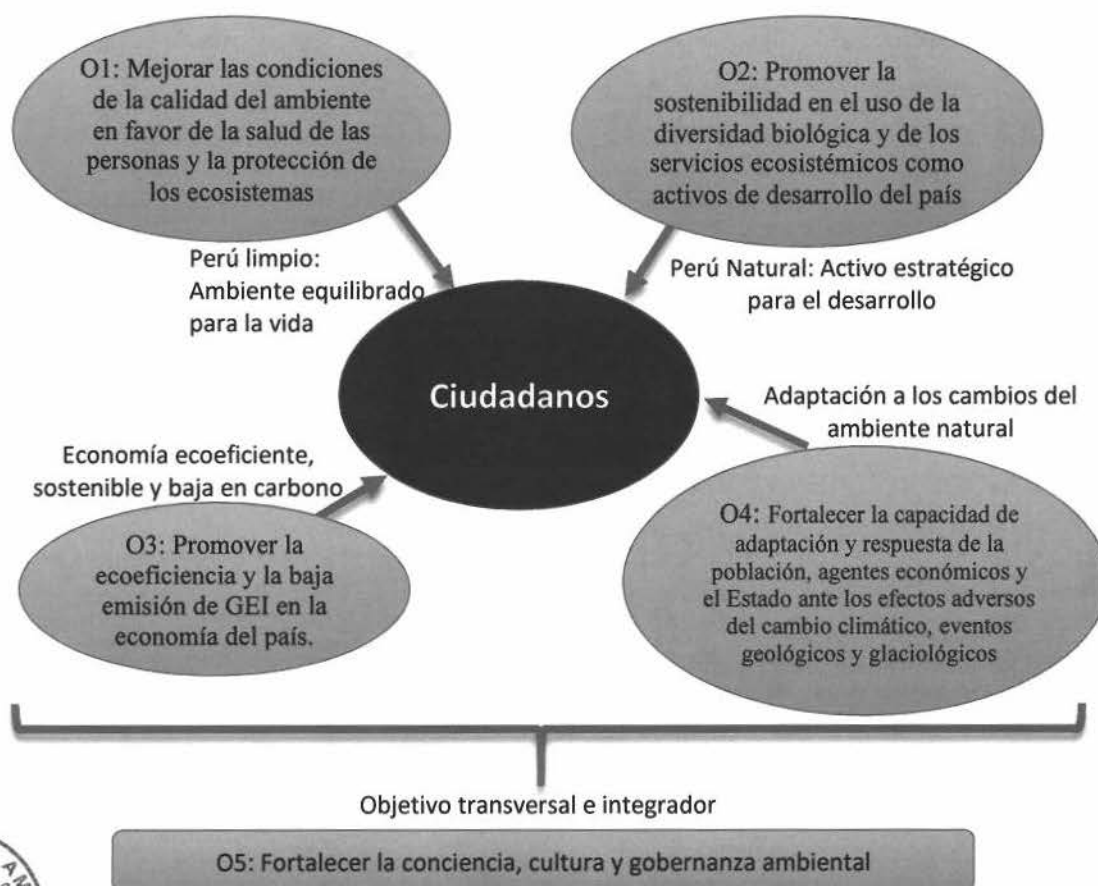 O1: Mejorar las condiciones
de la calidad del ambiente
en favor de la salud de las
personas y la protección de
los ecosistemas
O2: Promover la
sostenibilidad en el uso de la
diversidad biológica y de los
servicios ecosistémicos como
activos de desarrollo del país
Perú limpio:
Ambiente equilibrado
para la vida
Perú Natural: Activo estratégico
para el desarrollo
Ciudadanos
Adaptación a los cambios del
ambiente natural
Economía ecoeficiente,
sostenible y baja en carbono
O3: Promover la
ecoeficiencia y la baja
emisión de GEI en la
economía del país.
O4: Fortalecer la capacidad de
adaptación y respuesta de la
población, agentes económicos y
el Estado ante los efectos adversos
del cambio climático, eventos
geológicos y glaciológicos
Objetivo transversal e integrador
O5: Fortalecer la conciencia, cultura y gobernanza ambiental